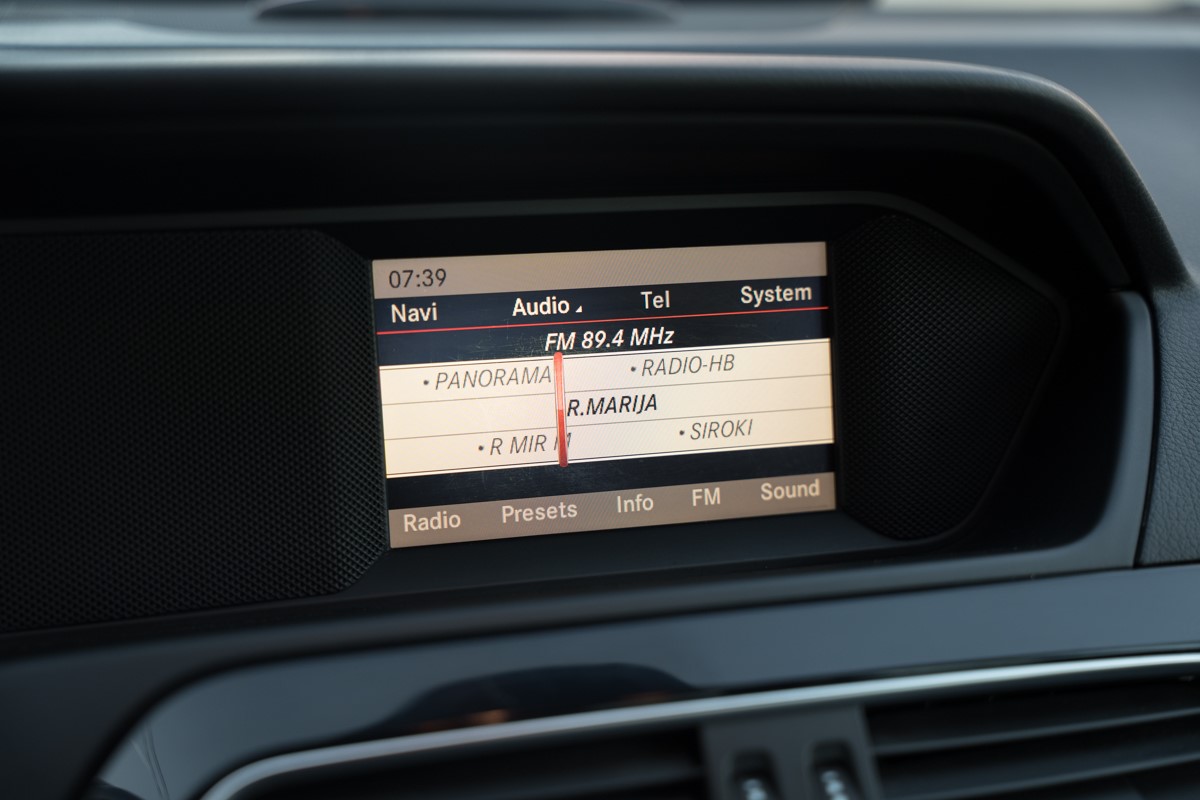 07:39
Navi Audio Tel System
FM 89.4 MHz
• PANORAMA • RADIO-HB
R.MARIJA
• R MIR M • SIROKI
Radio Presets Info FM Sound